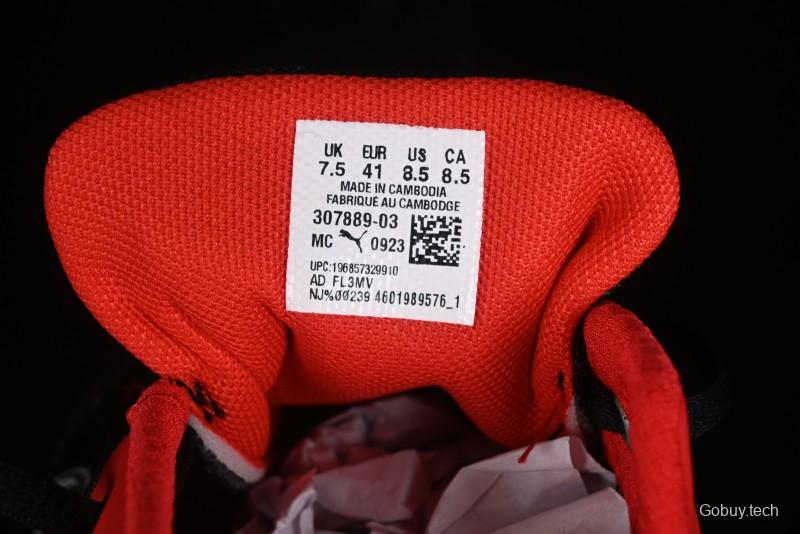 UK EUR US CA
7.5 41 8.5 8.5
MADE IN CAMBODIA
FABRIQUÉ AU CAMBODGE
307889-03
MC 0923
UPC:196857329910
AD FL3MV
NJ%00239 4601989576_1
Gobuy.tech